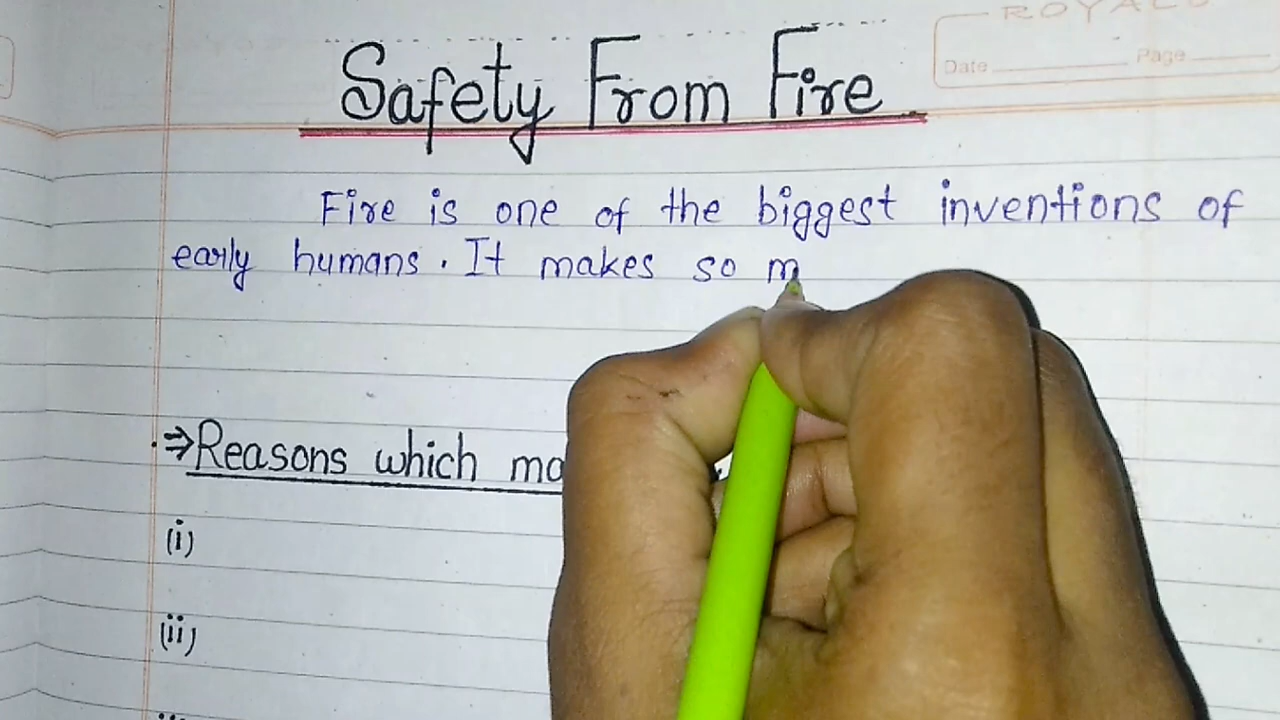 ROYAL
Date Page
Safety From Fire
Fire is one of the biggest inventions of
early humans. It makes so m
⇒ Reasons which
(i)
(ii)